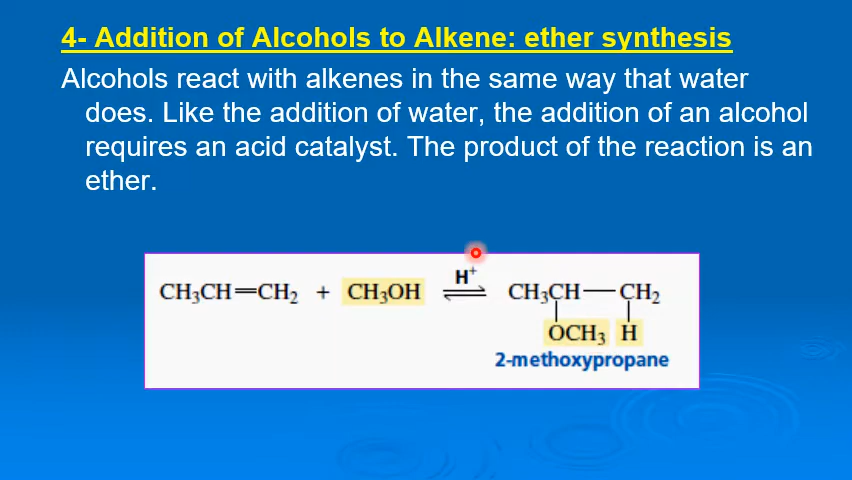 4- Addition of Alcohols to Alkene: ether synthesis
Alcohols react with alkenes in the same way that water
does. Like the addition of water, the addition of an alcohol
requires an acid catalyst. The product of the reaction is an
ether.
H⁺
CH₃CH=CH₂ + CH₃OH ⇌ CH₃CH—CH₂
OCH₃ H
2-methoxypropane